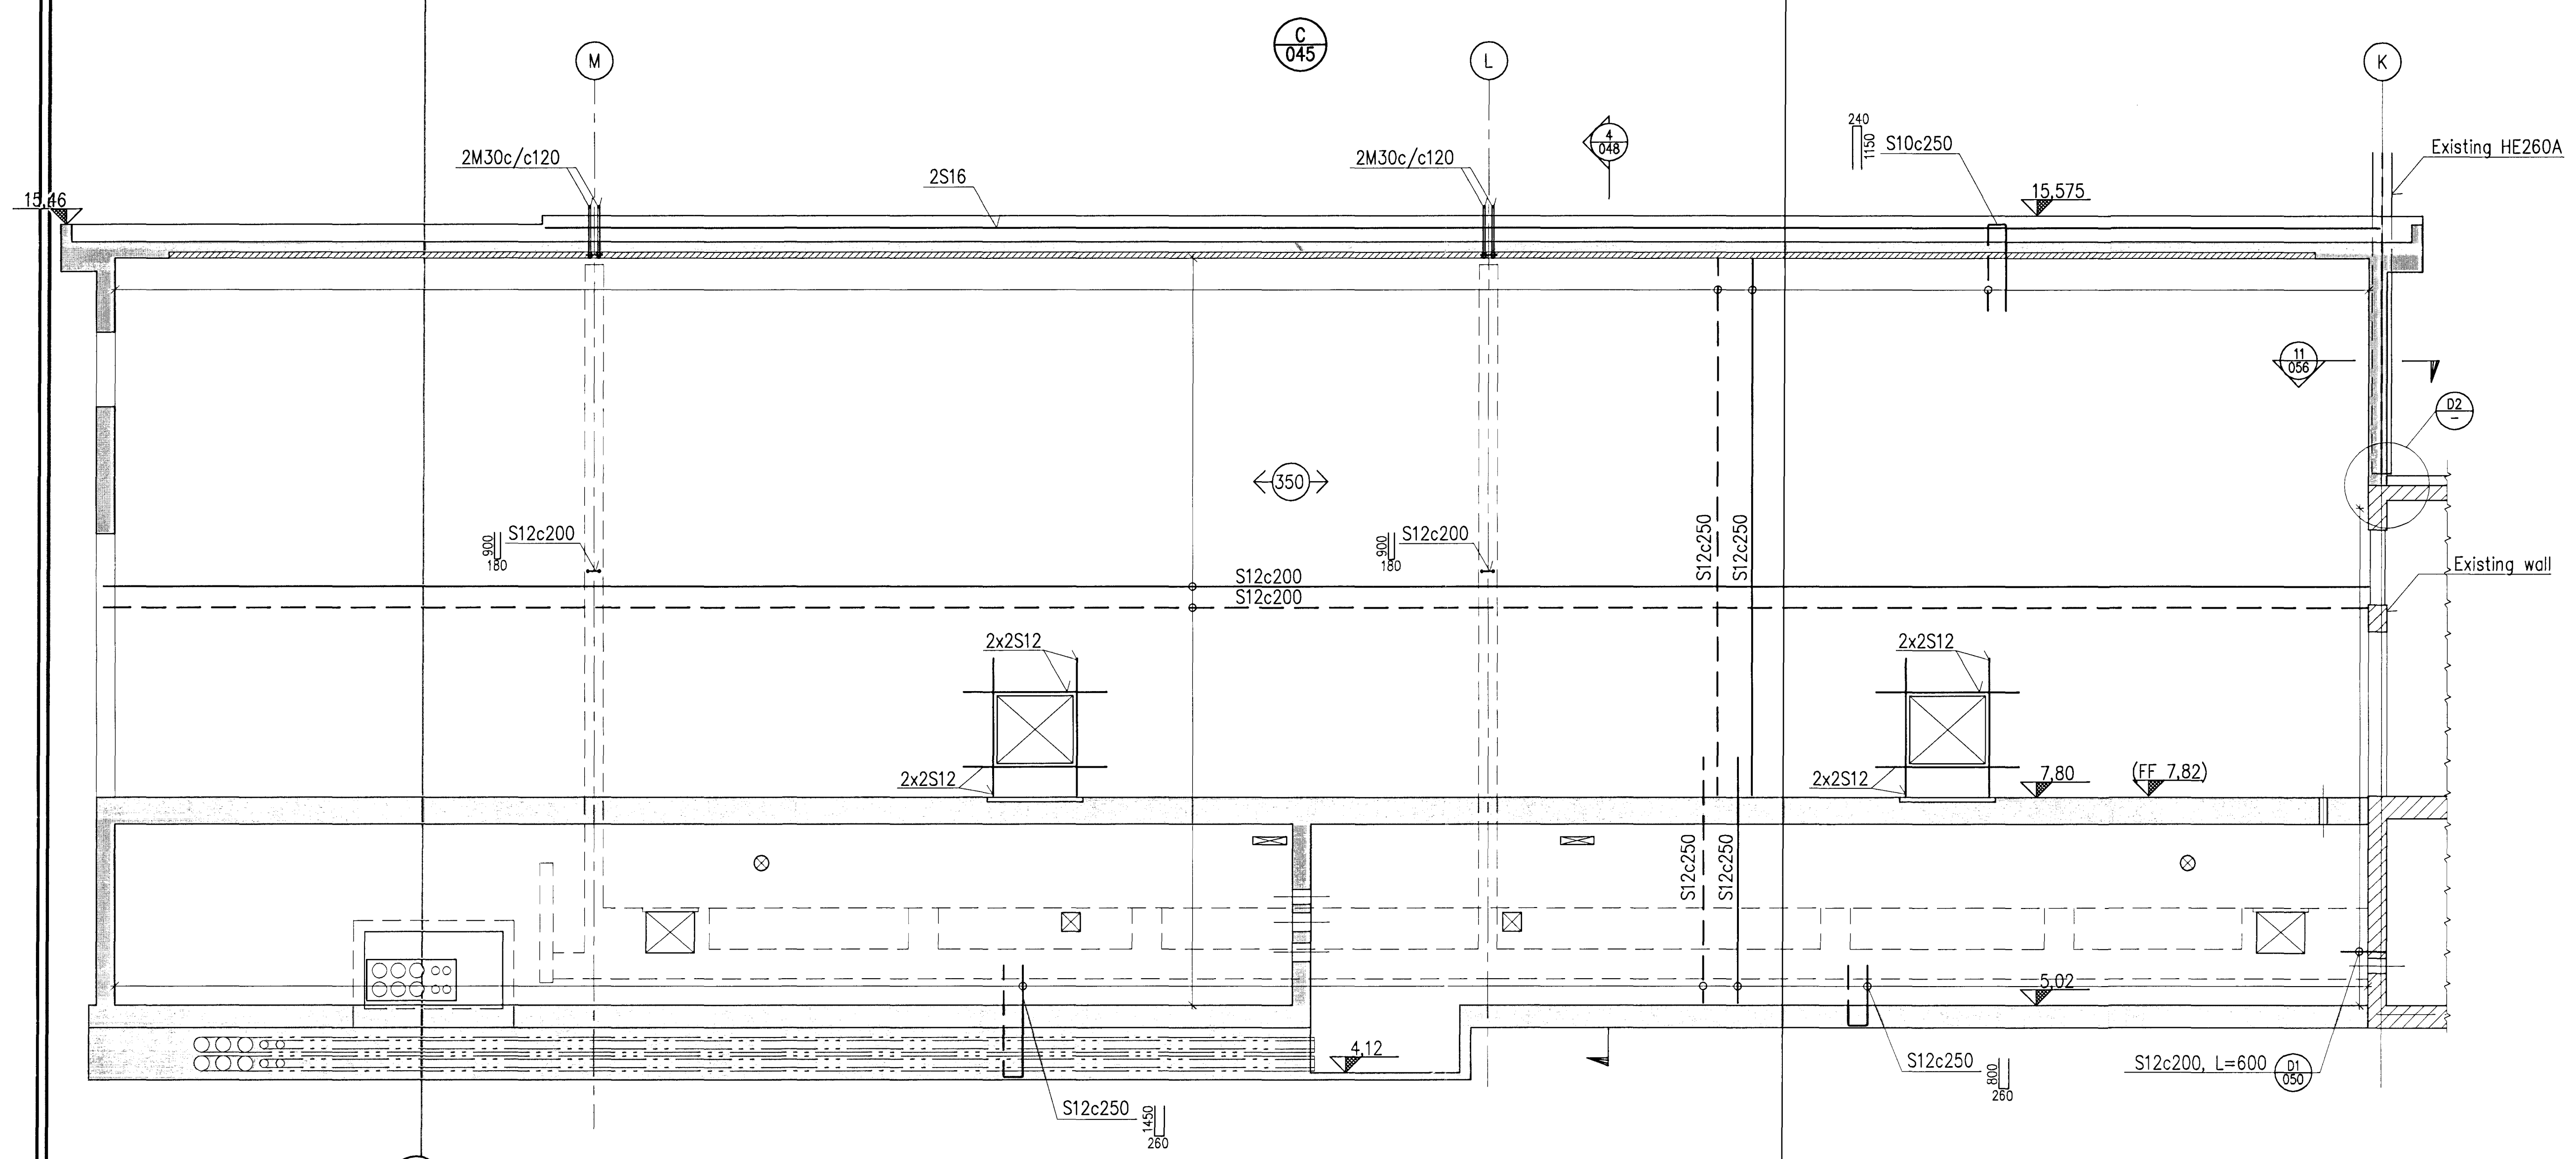 C
045
M
L
K
4
048
240
1150
S10c250
Existing HE260A
2M30c/c120
2S16
2M30c/c120
15,46
15,575
11
056
D2
-
350
900
180
S12c200
900
180
S12c200
S12c250
S12c250
Existing wall
S12c200
S12c200
2x2S12
2x2S12
2x2S12
2x2S12
7,80
(FF 7,82)
S12c250
S12c250
5,02
4,12
S12c250
1450
260
S12c250
800
260
S12c200, L=600
D1
050